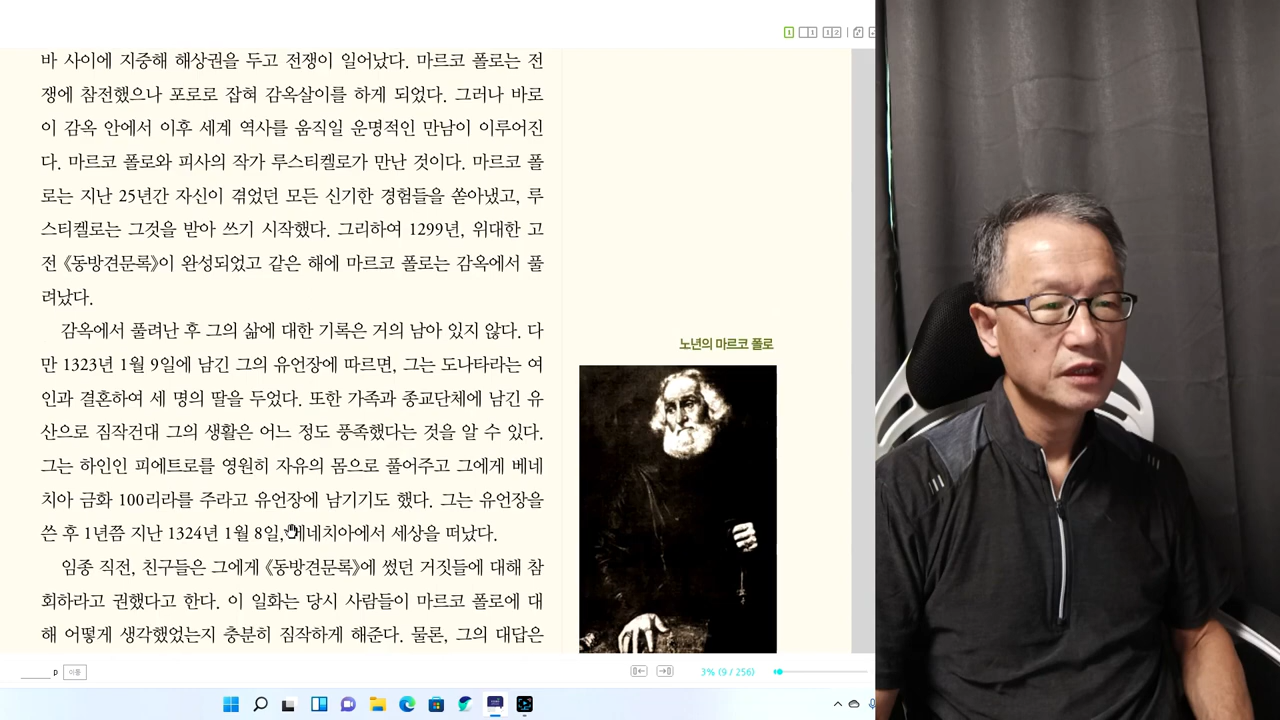 바 사이에 지중해 해상권을 두고 전쟁이 일어났다. 마르코 폴로는 전
쟁에 참전했으나 포로로 잡혀 감옥살이를 하게 되었다. 그러나 바로
이 감옥 안에서 이후 세계 역사를 움직일 운명적인 만남이 이루어진
다. 마르코 폴로와 피사의 작가 루스티켈로가 만난 것이다. 마르코 폴
로는 지난 25년간 자신이 겪었던 모든 신기한 경험들을 쏟아냈고, 루
스티켈로는 그것을 받아 쓰기 시작했다. 그리하여 1299년, 위대한 고
전 《동방견문록》이 완성되었고 같은 해에 마르코 폴로는 감옥에서 풀
려났다.
감옥에서 풀려난 후 그의 삶에 대한 기록은 거의 남아 있지 않다. 다
만 1323년 1월 9일에 남긴 그의 유언장에 따르면, 그는 도나타라는 여
인과 결혼하여 세 명의 딸을 두었다. 또한 가족과 종교단체에 남긴 유
산으로 짐작건대 그의 생활은 어느 정도 풍족했다는 것을 알 수 있다.
그는 하인인 피에트로를 영원히 자유의 몸으로 풀어주고 그에게 베네
치아 금화 100리라를 주라고 유언장에 남기기도 했다. 그는 유언장을
쓴 후 1년쯤 지난 1324년 1월 8일, 베네치아에서 세상을 떠났다.
임종 직전, 친구들은 그에게 《동방견문록》에 썼던 거짓들에 대해 참
회하라고 권했다고 한다. 이 일화는 당시 사람들이 마르코 폴로에 대
해 어떻게 생각했었는지 충분히 짐작하게 해준다. 물론, 그의 대답은
노년의 마르코 폴로
p 이동
3% (9 / 256)